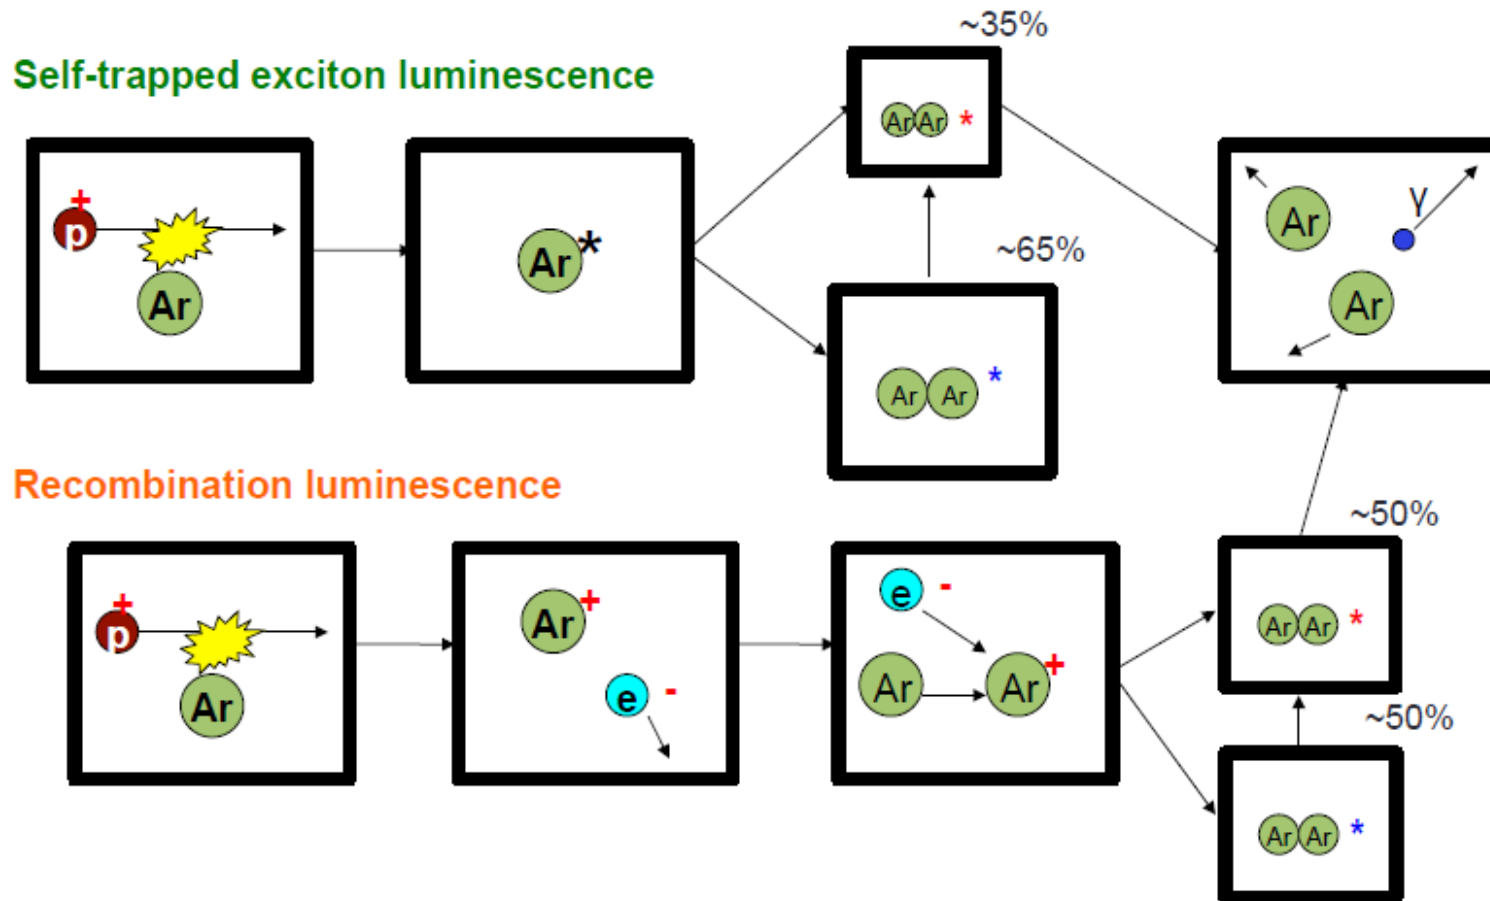 ~35%
Self-trapped exciton luminescence
Ar Ar *
+
p
Ar
Ar *
~65%
Ar Ar *
Ar
γ
Ar
Recombination luminescence
+
p
Ar
Ar +
e -
e -
Ar Ar +
~50%
Ar Ar *
~50%
Ar Ar *